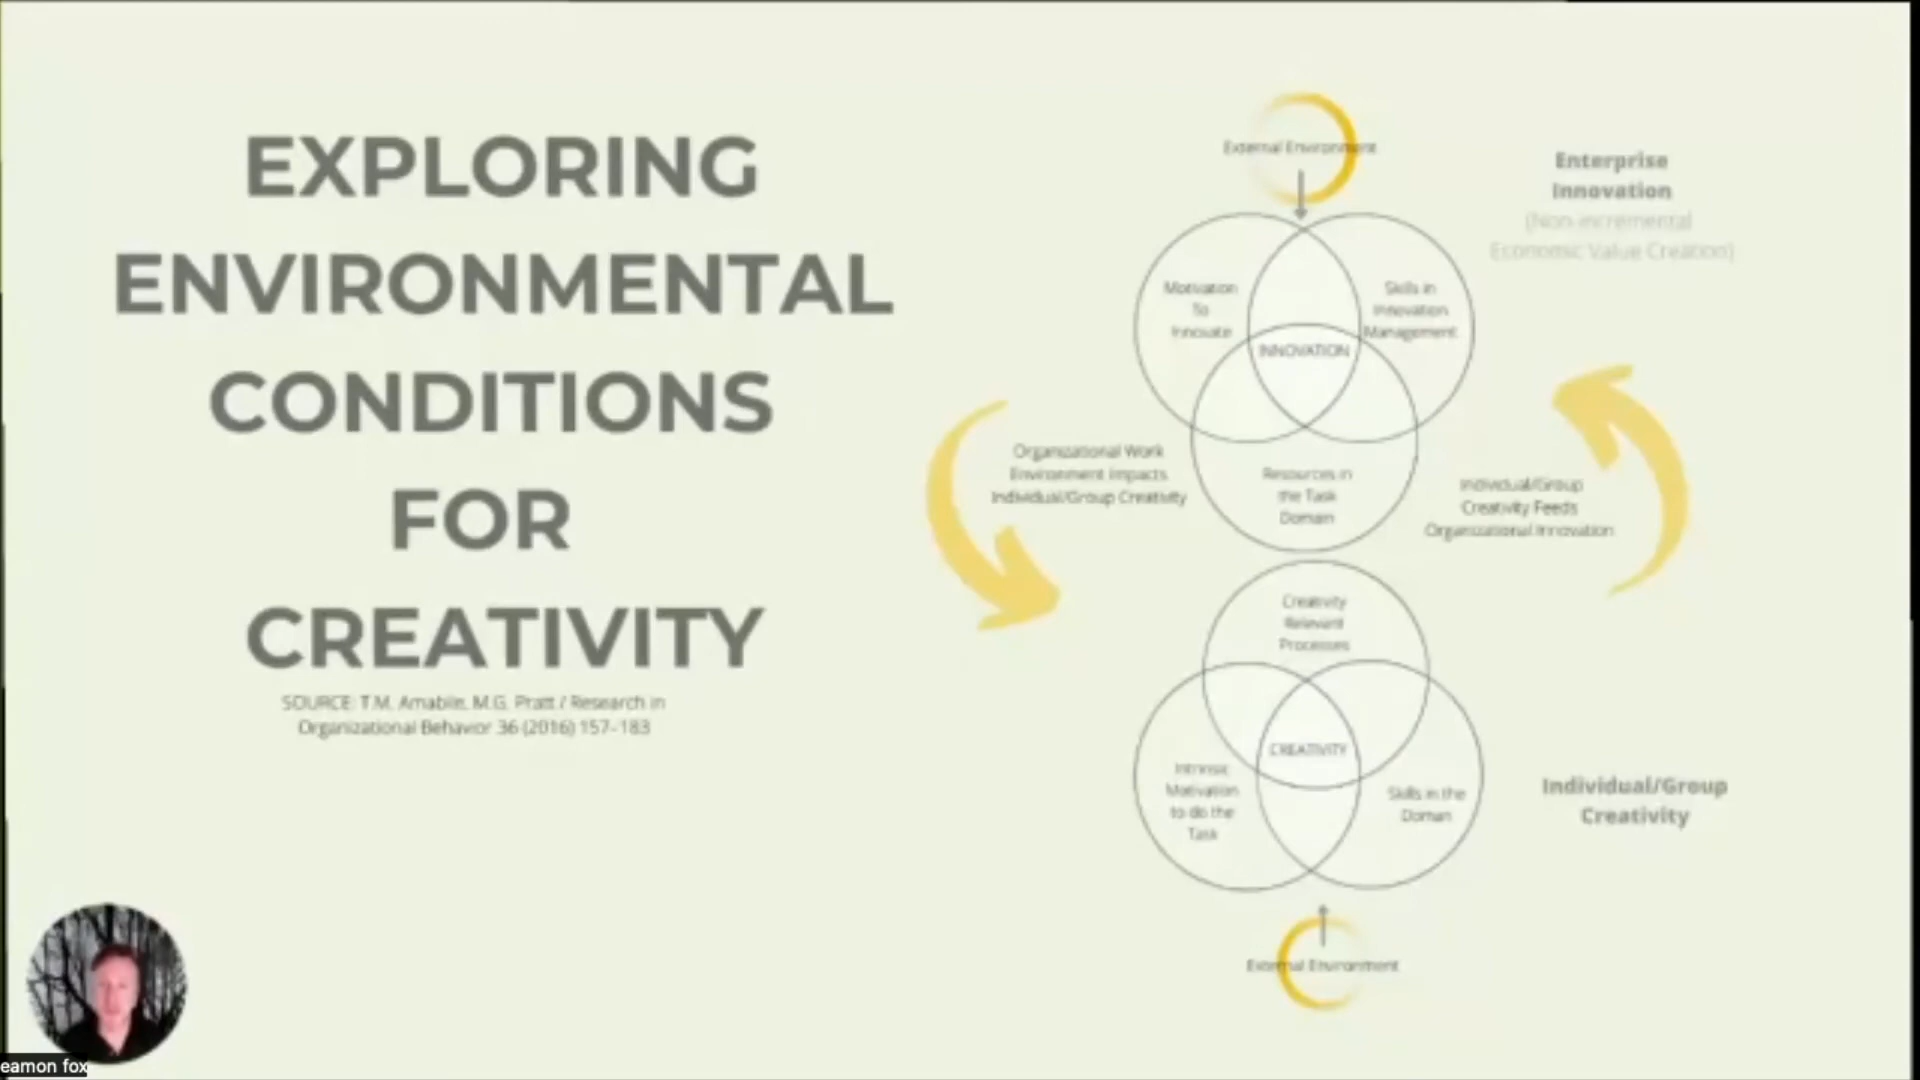 EXPLORING
ENVIRONMENTAL
CONDITIONS
FOR
CREATIVITY
SOURCE: T.M. Amabile, M.G. Pratt / Research in
Organizational Behavior 36 (2016) 157–183
External Environment
Enterprise
Innovation
(Non-incremental
Economic Value Creation)
Motivation
To
Innovate
Skills in
Innovation
Management
INNOVATION
Resources in
the Task
Domain
Organizational Work
Environment Impacts
Individual/Group Creativity
Individual/Group
Creativity Feeds
Organizational Innovation
Creativity
Relevant
Processes
CREATIVITY
Intrinsic
Motivation
to do the
Task
Skills in the
Doman
Individual/Group
Creativity
External Environment
eamon fox